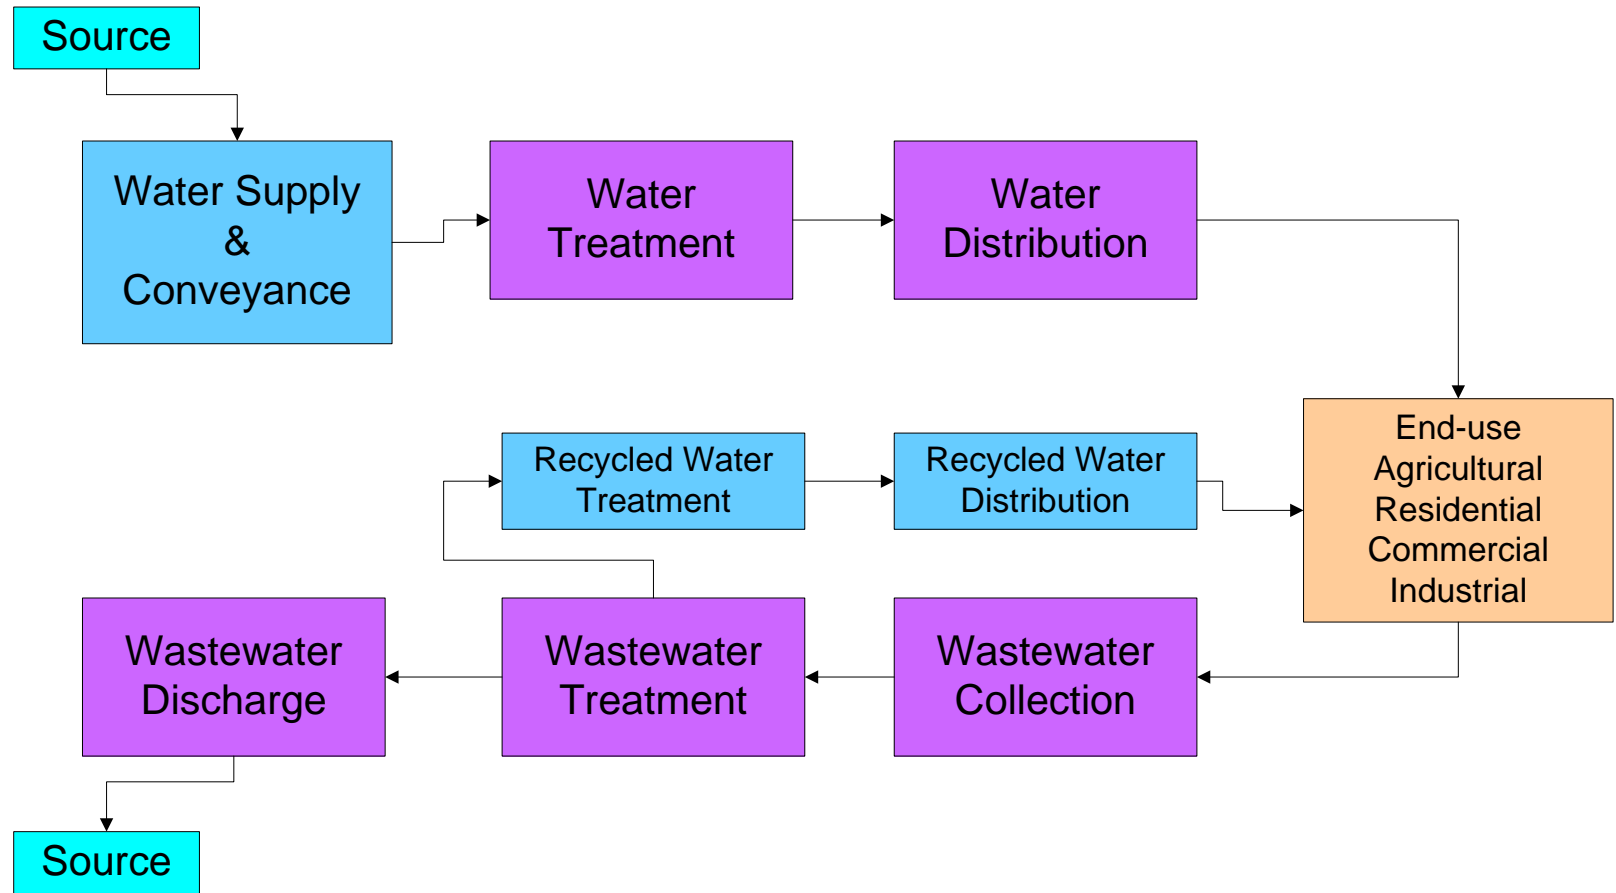 Source
Water Supply
&
Conveyance
Water
Treatment
Water
Distribution
Recycled Water
Treatment
Recycled Water
Distribution
End-use
Agricultural
Residential
Commercial
Industrial
Wastewater
Discharge
Wastewater
Treatment
Wastewater
Collection
Source